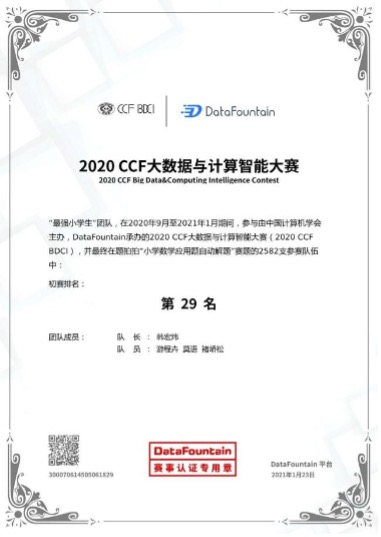 CCF BDCI DataFountain
2020 CCF大数据与计算智能大赛
2020 CCF Big Data&Computing Intelligence Contest
“最强小学生”团队，在2020年9月至2021年1月期间，参与由中国计算机学会
主办，DataFountain承办的2020 CCF大数据与计算智能大赛（2020 CCF
BDCI），并最终在题拍拍“小学数学应用题自动解题”赛题的2582支参赛队伍
中：
初赛排名：
第 29 名
团队成员： 队 长 ： 韩宏炜
队 员 ： 游程卉 莫语 褚颂松
DataFountain
赛事认证专用章
300070614505061829
DataFountain 平台
2021年1月23日